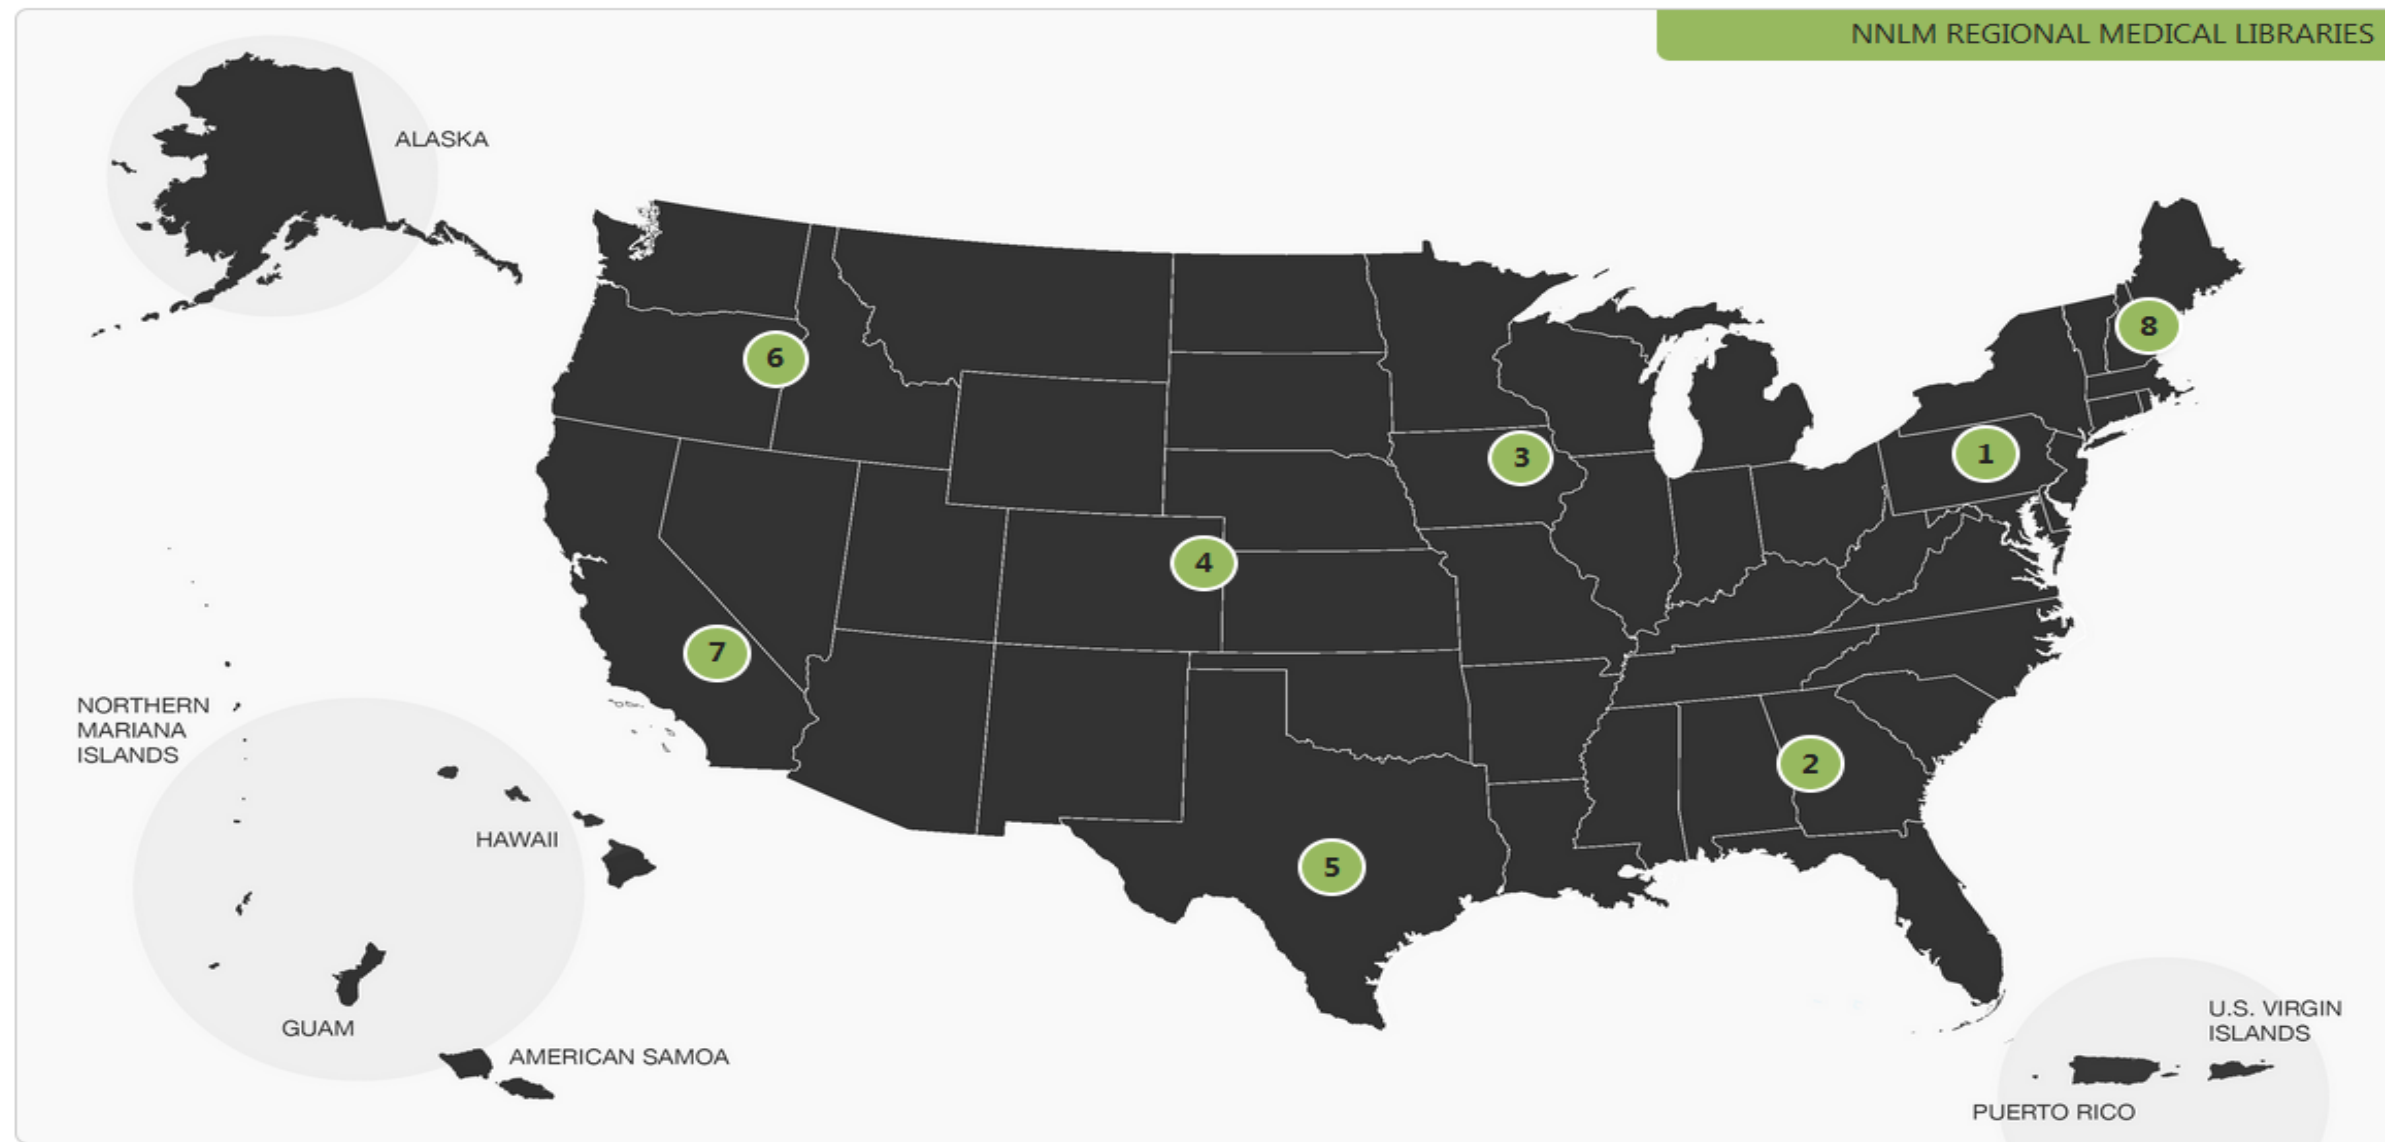 NNLM REGIONAL MEDICAL LIBRARIES
ALASKA
8
6
1
3
4
7
NORTHERN
MARIANA
ISLANDS
2
HAWAII
5
U.S. VIRGIN
ISLANDS
GUAM
AMERICAN SAMOA
PUERTO RICO